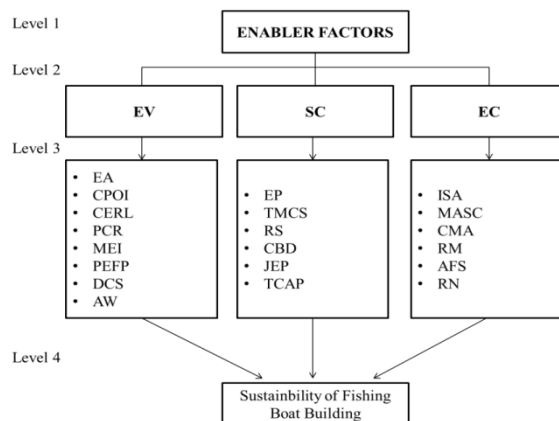 Level 1
ENABLER FACTORS
Level 2
EV
SC
EC
Level 3
• EA
• CPOI
• CERL
• PCR
• MEI
• PEFP
• DCS
• AW
• EP
• TMCS
• RS
• CBD
• JEP
• TCAP
• ISA
• MASC
• CMA
• RM
• AFS
• RN
Level 4
Sustainbility of Fishing
Boat Building